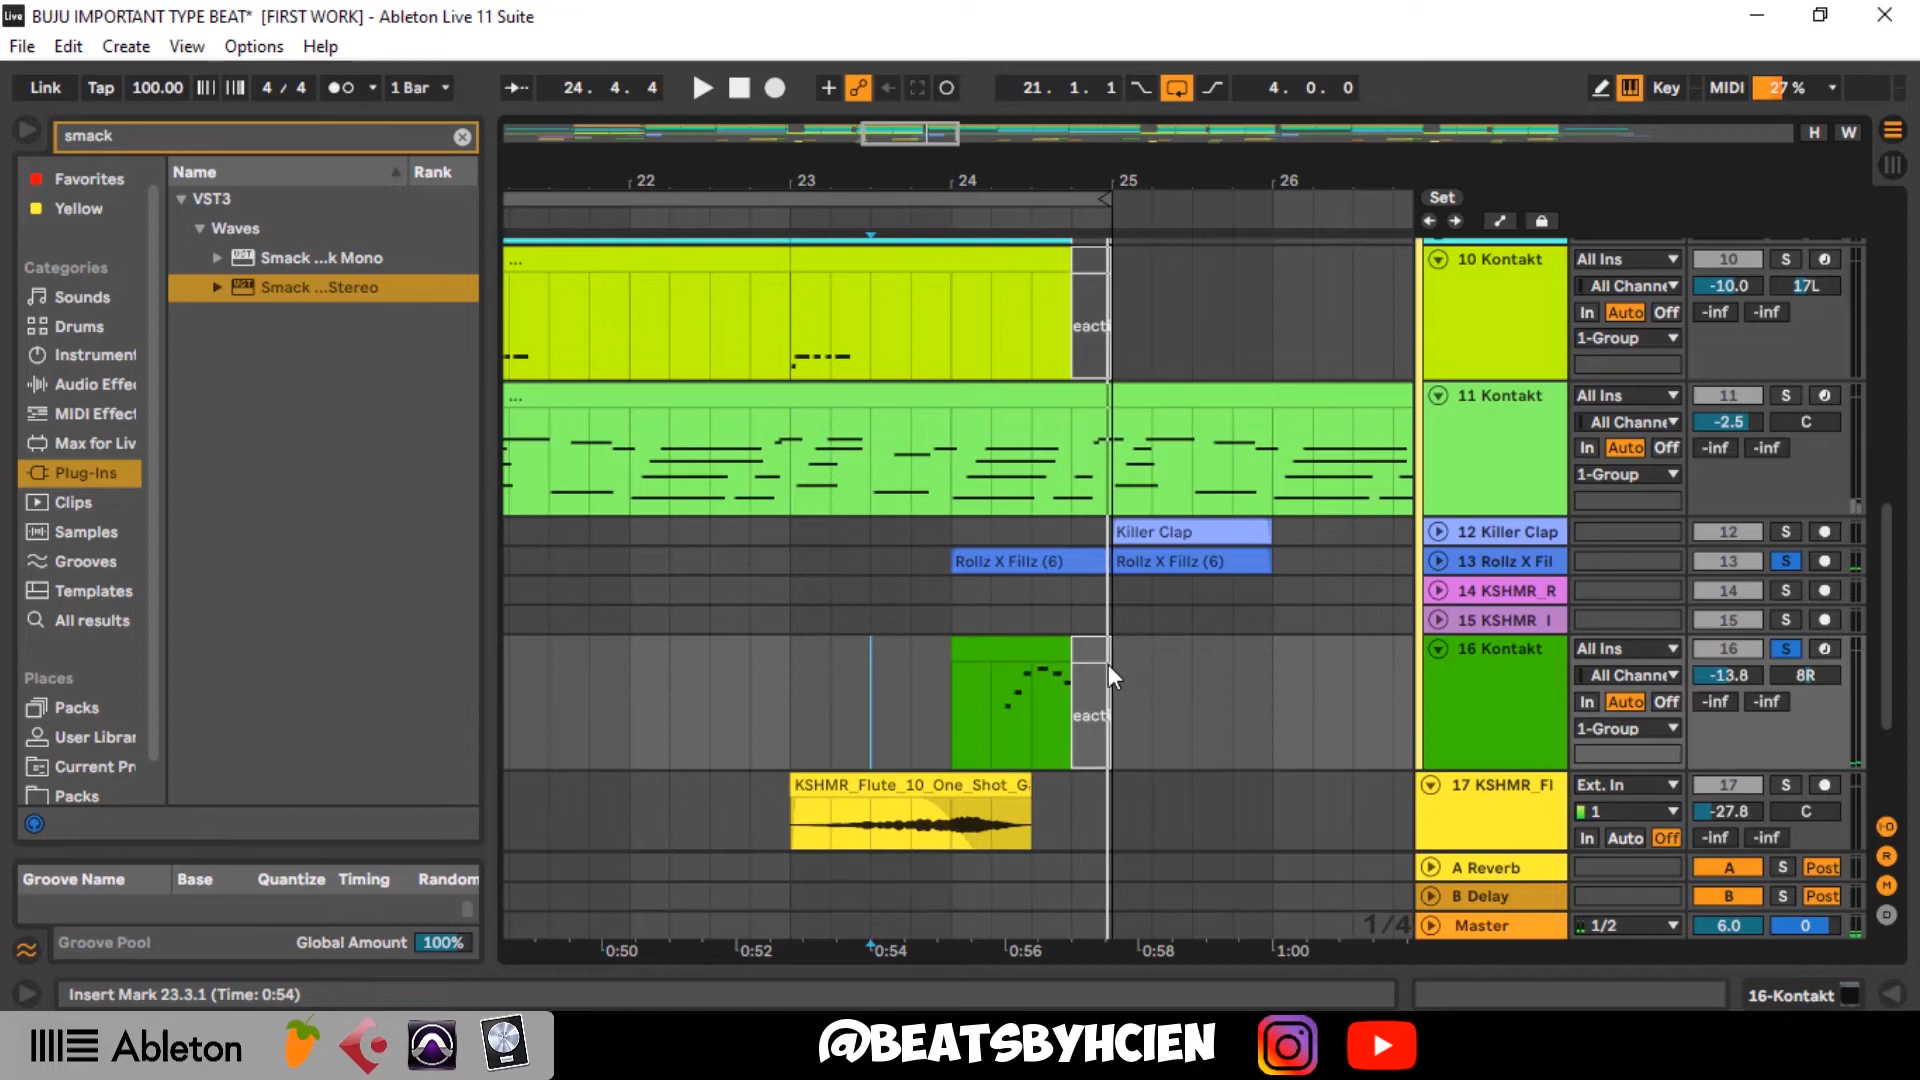 Live BUJU IMPORTANT TYPE BEAT* [FIRST WORK] - Ableton Live 11 Suite
File Edit Create View Options Help
Link Tap 100.00 4 / 4 1 Bar 24. 4. 4 21. 1. 1 4. 0. 0 Key MIDI 27 %
smack
H W
Name Rank
Favorites
Yellow
Categories
Sounds
Drums
Instrument
Audio Effe
MIDI Effect
Max for Liv
Plug-Ins
Clips
Samples
Grooves
Templates
All results
Places
Packs
User Librar
Current Pr
Packs
VST3
Waves
Smack ...k Mono
Smack ...Stereo
22 23 24 25 26
Set
...
eacti
10 Kontakt All Ins 10 S
All Channe -10.0 17L
In Auto Off -inf -inf
1-Group
...
11 Kontakt All Ins 11 S
All Channe -2.5 C
In Auto Off -inf -inf
1-Group
Killer Clap 12 Killer Clap 12 S
Rollz X Fillz (6) Rollz X Fillz (6) 13 Rollz X Fil 13 S
14 KSHMR_R 14 S
15 KSHMR I 15 S
16 Kontakt All Ins 16 S
All Channe -13.8 8R
In Auto Off -inf -inf
eacti 1-Group
KSHMR_Flute_10_One_Shot_G. 17 KSHMR_Fl Ext. In 17 S
1 -27.8 C
In Auto Off -inf -inf
A Reverb A S Post
B Delay B S Post
1/4 Master 1/2 6.0 0
I·O
R
M
D
0:50 0:52 0:54 0:56 0:58 1:00
Groove Name Base Quantize Timing Random
Groove Pool Global Amount 100%
Insert Mark 23.3.1 (Time: 0:54) 16-Kontakt
Ableton @BEATSBYHCIEN